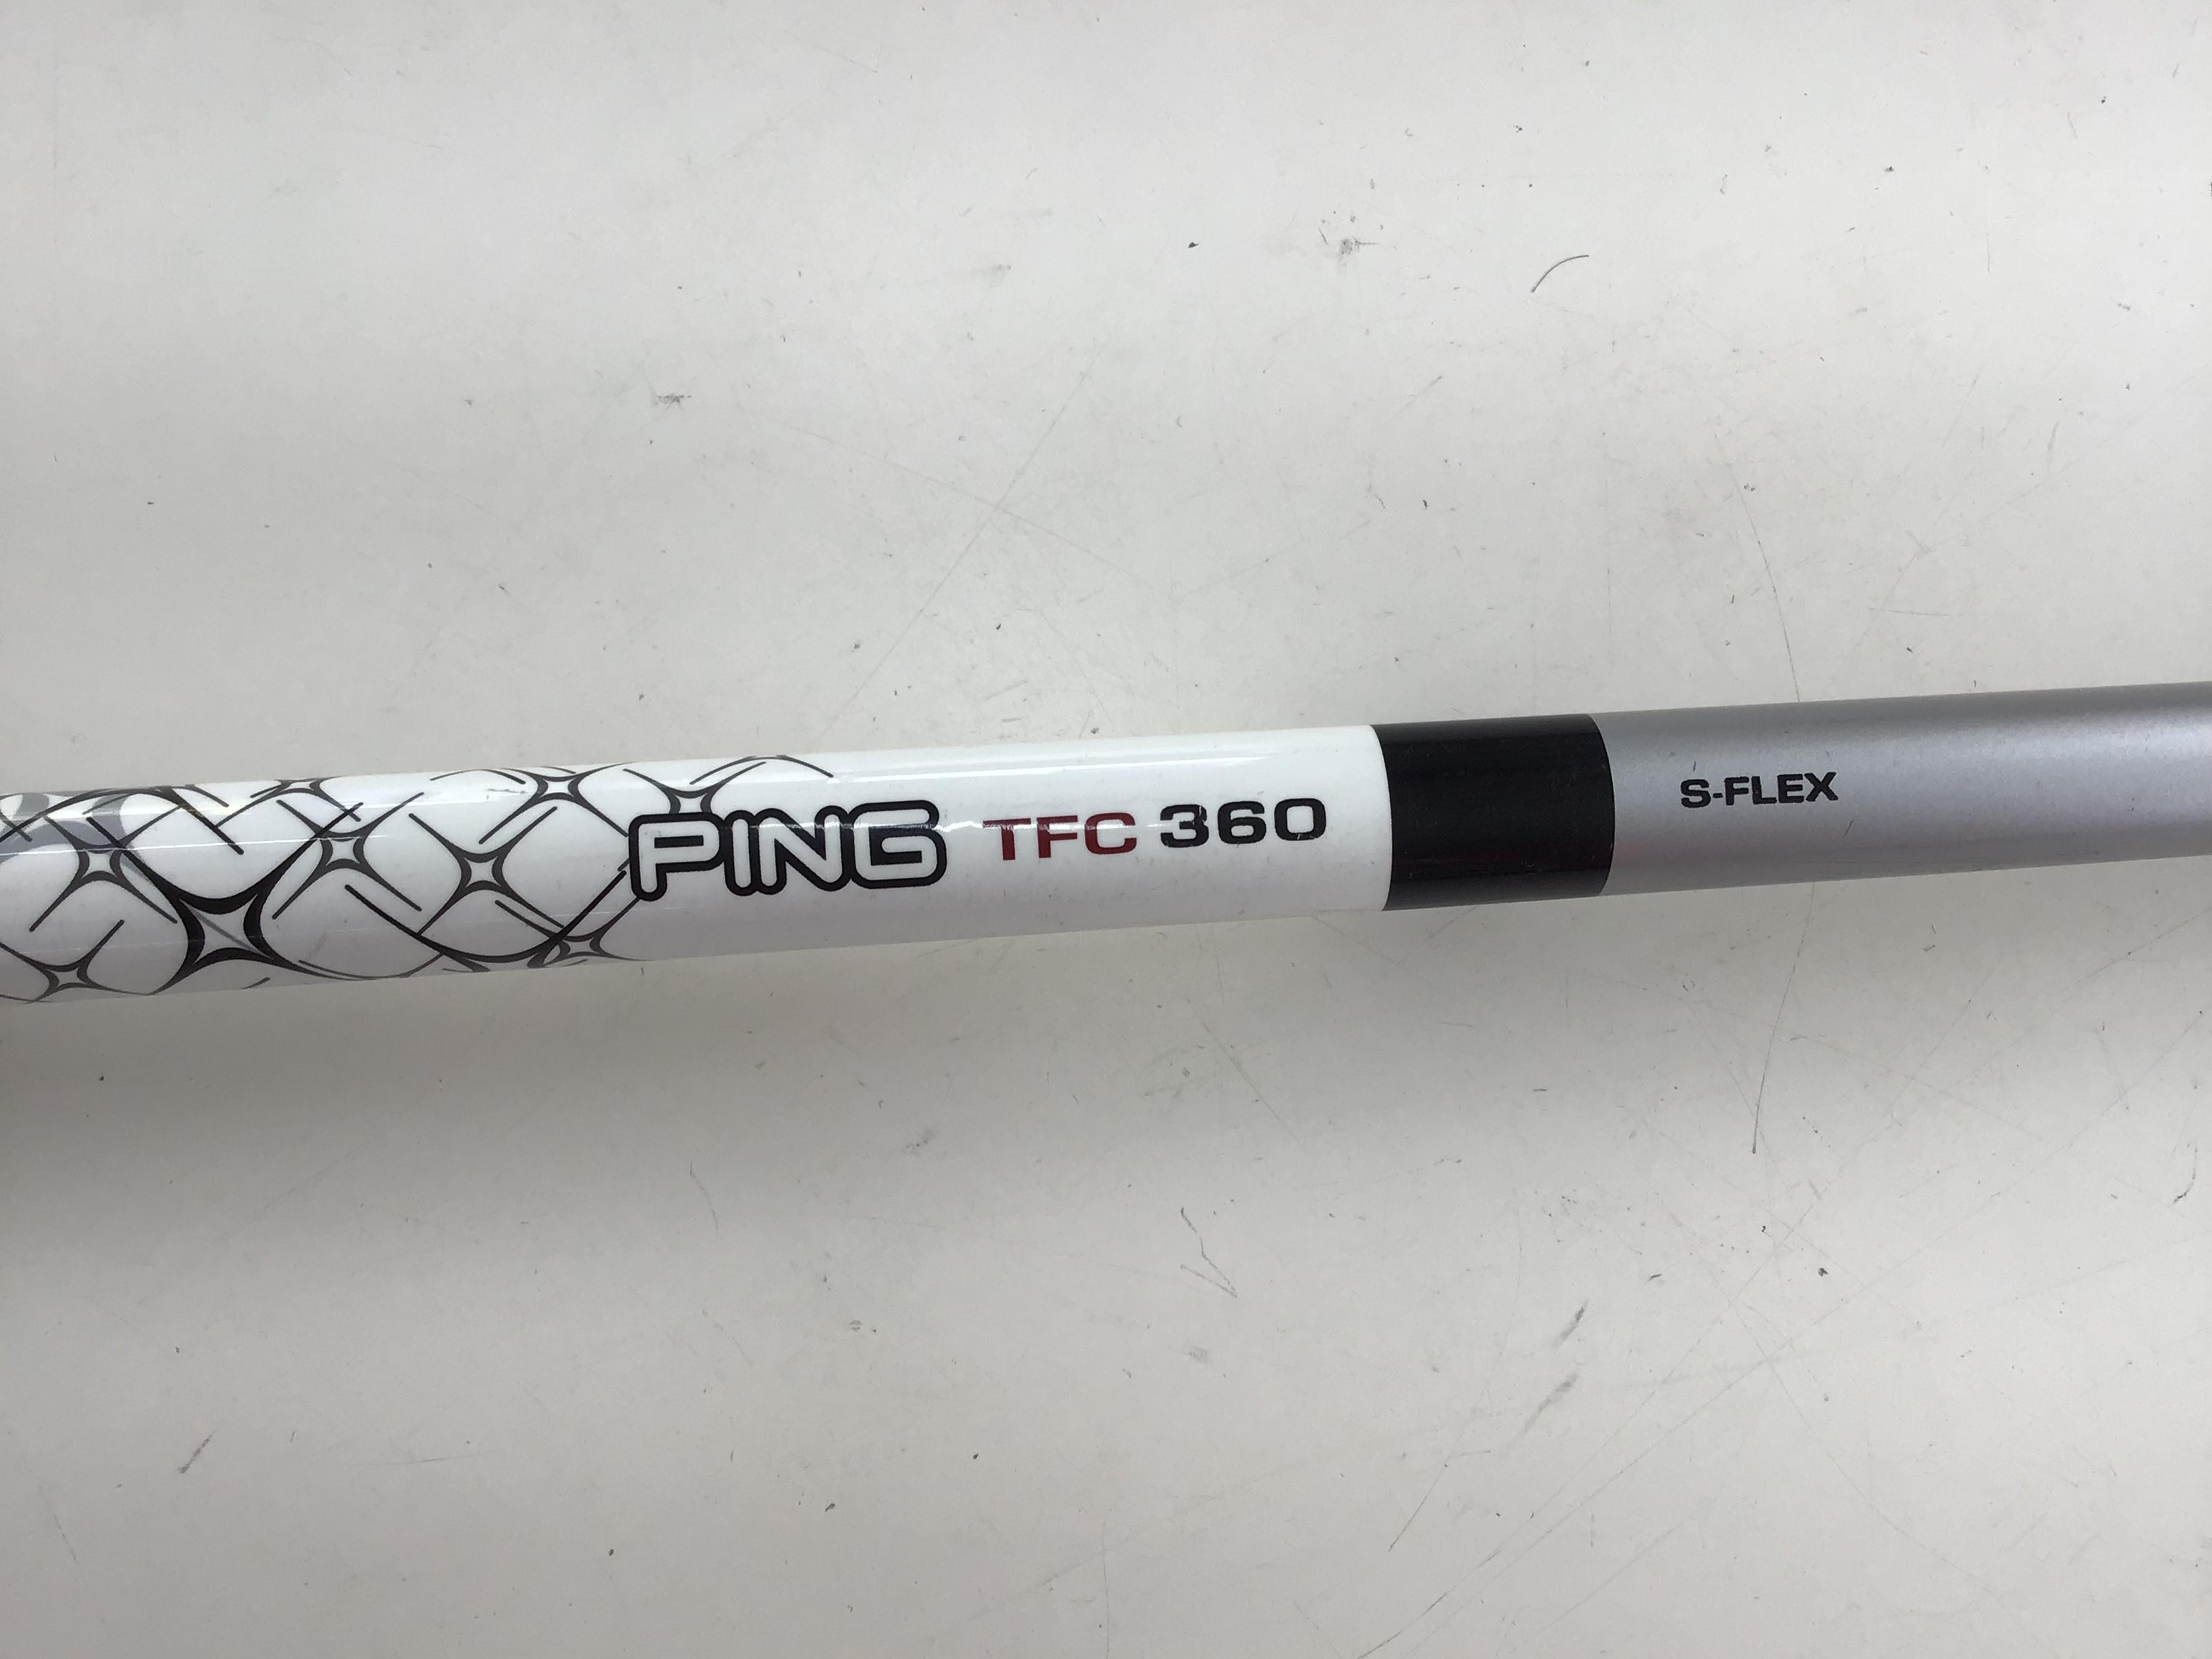 PING TFC 360
S-FLEX